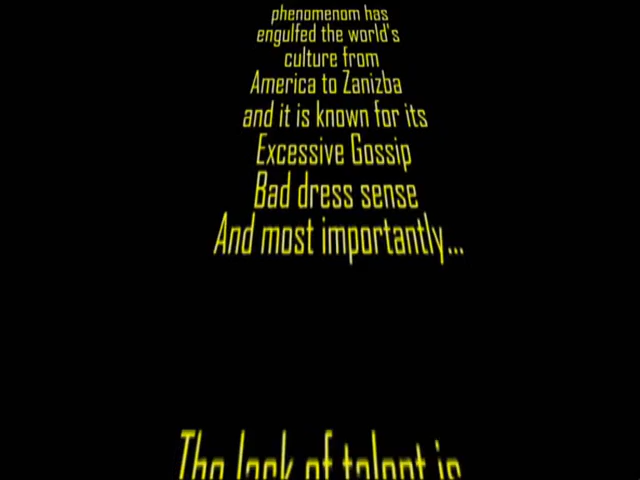 phenomenom has
engulfed the world's
culture from
America to Zanizba
and it is known for its
Excessive Gossip
Bad dress sense
And most importantly...
The lack of talent is